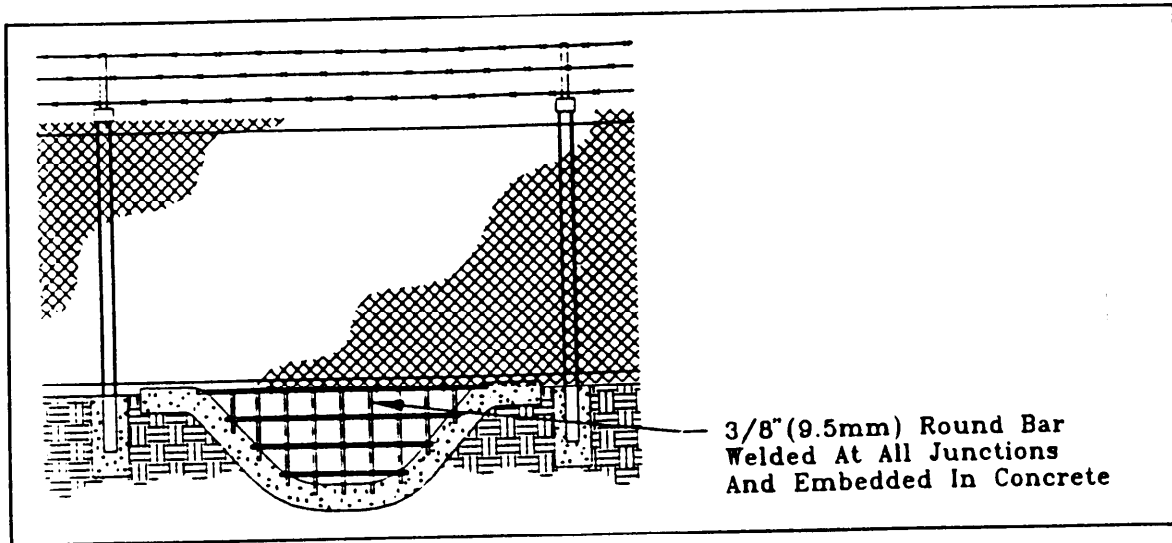 3/8"(9.5mm) Round Bar
Welded At All Junctions
And Embedded In Concrete